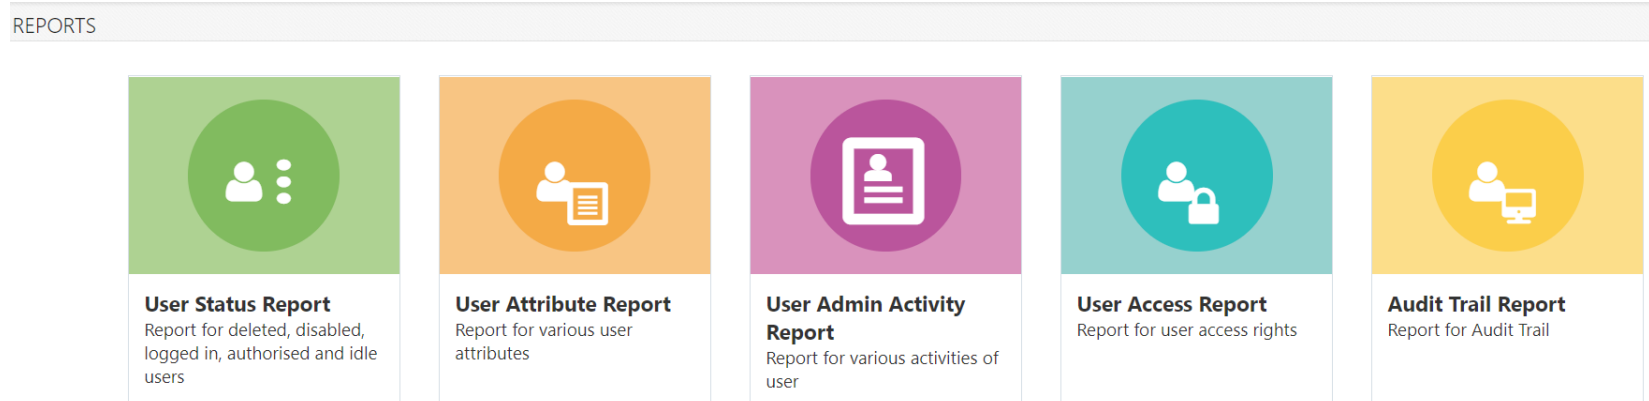 REPORTS
User Status Report
Report for deleted, disabled,
logged in, authorised and idle
users
User Attribute Report
Report for various user
attributes
User Admin Activity
Report
Report for various activities of
user
User Access Report
Report for user access rights
Audit Trail Report
Report for Audit Trail